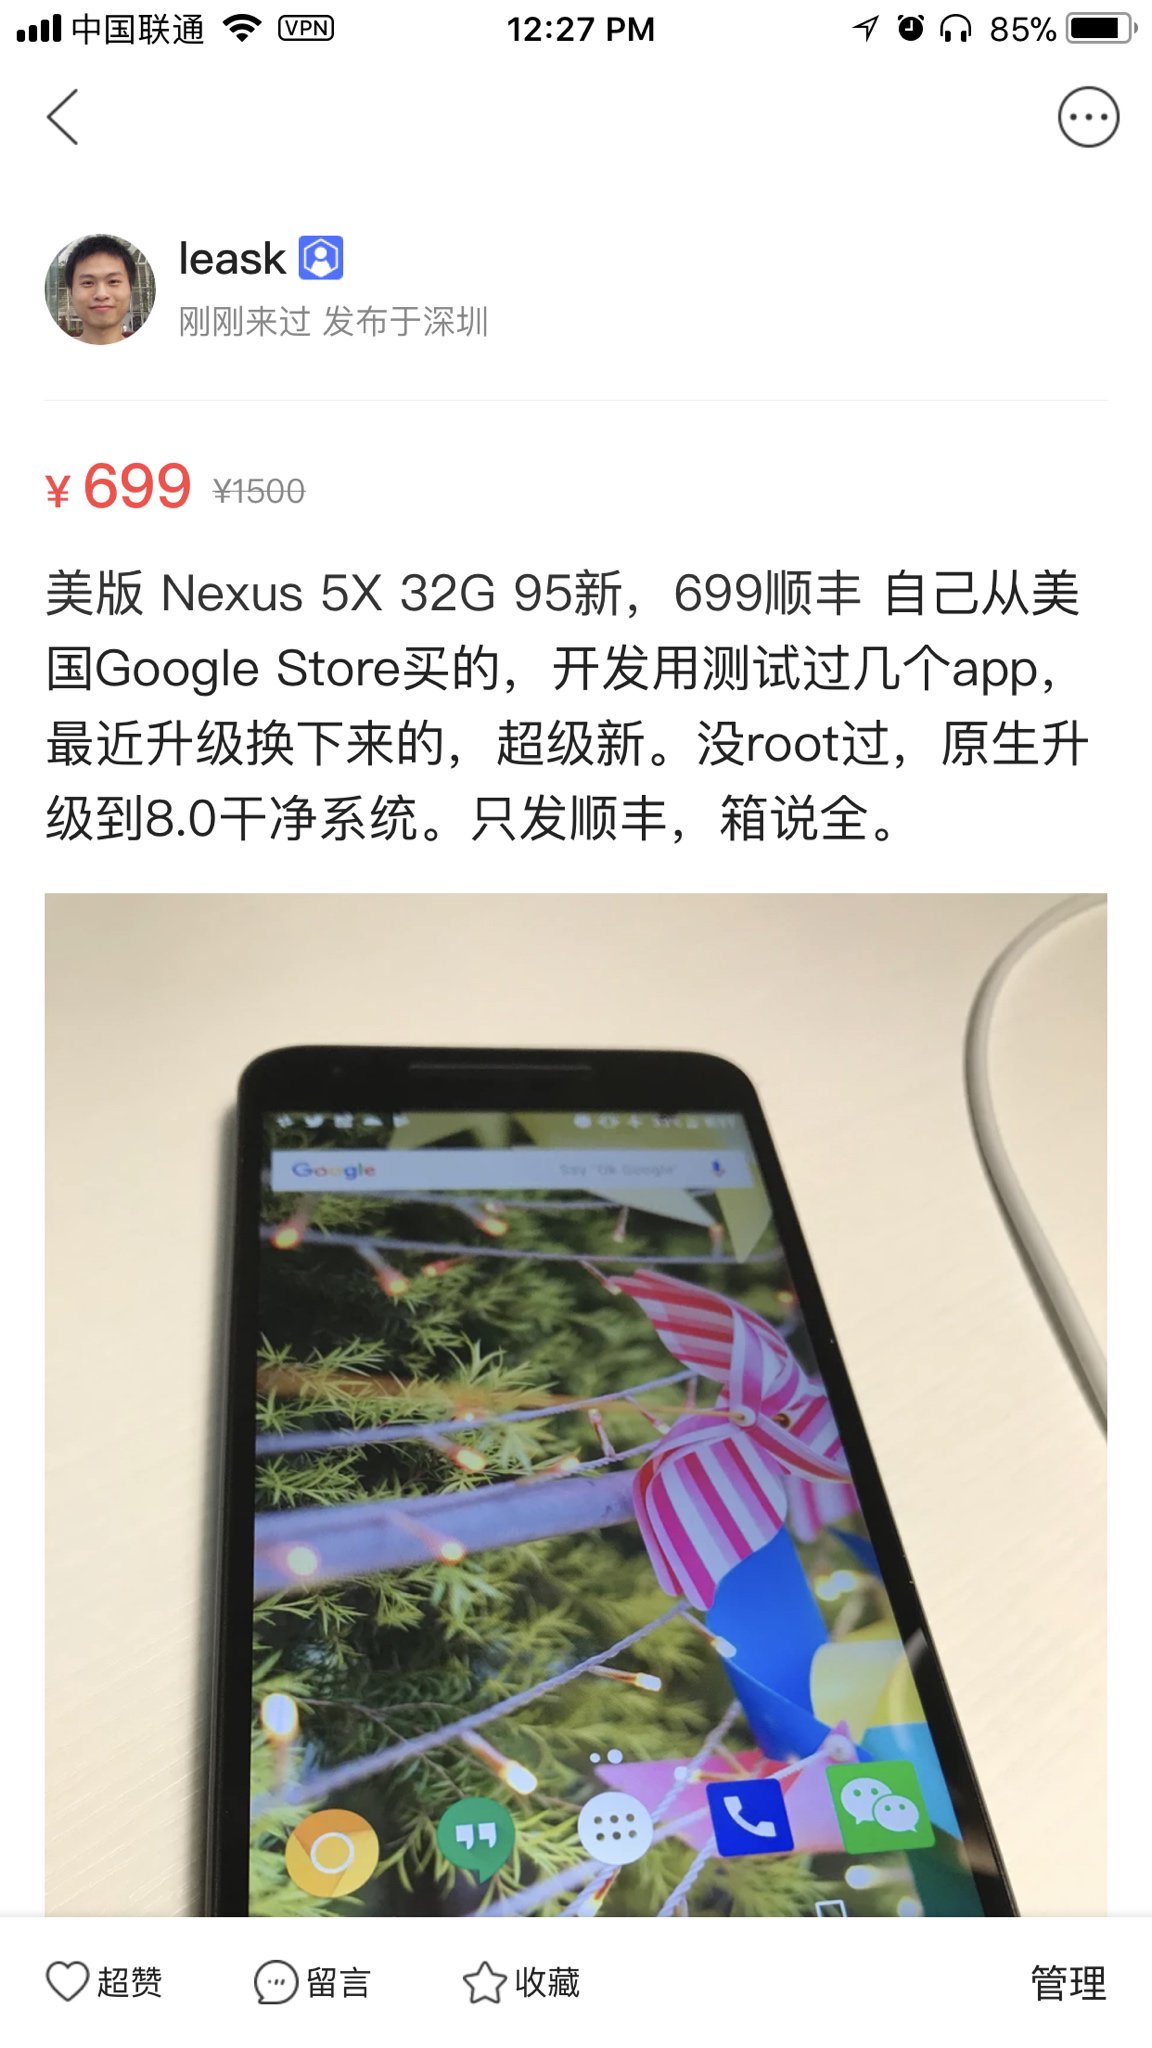 中国联通 VPN 12:27 PM 85%
leask
刚刚来过 发布于深圳
¥ 699 ¥1500
美版 Nexus 5X 32G 95新，699顺丰 自己从美
国Google Store买的，开发用测试过几个app，
最近升级换下来的，超级新。没root过，原生升
级到8.0干净系统。只发顺丰，箱说全。
Google Say "Ok Google"
超赞 留言 收藏 管理